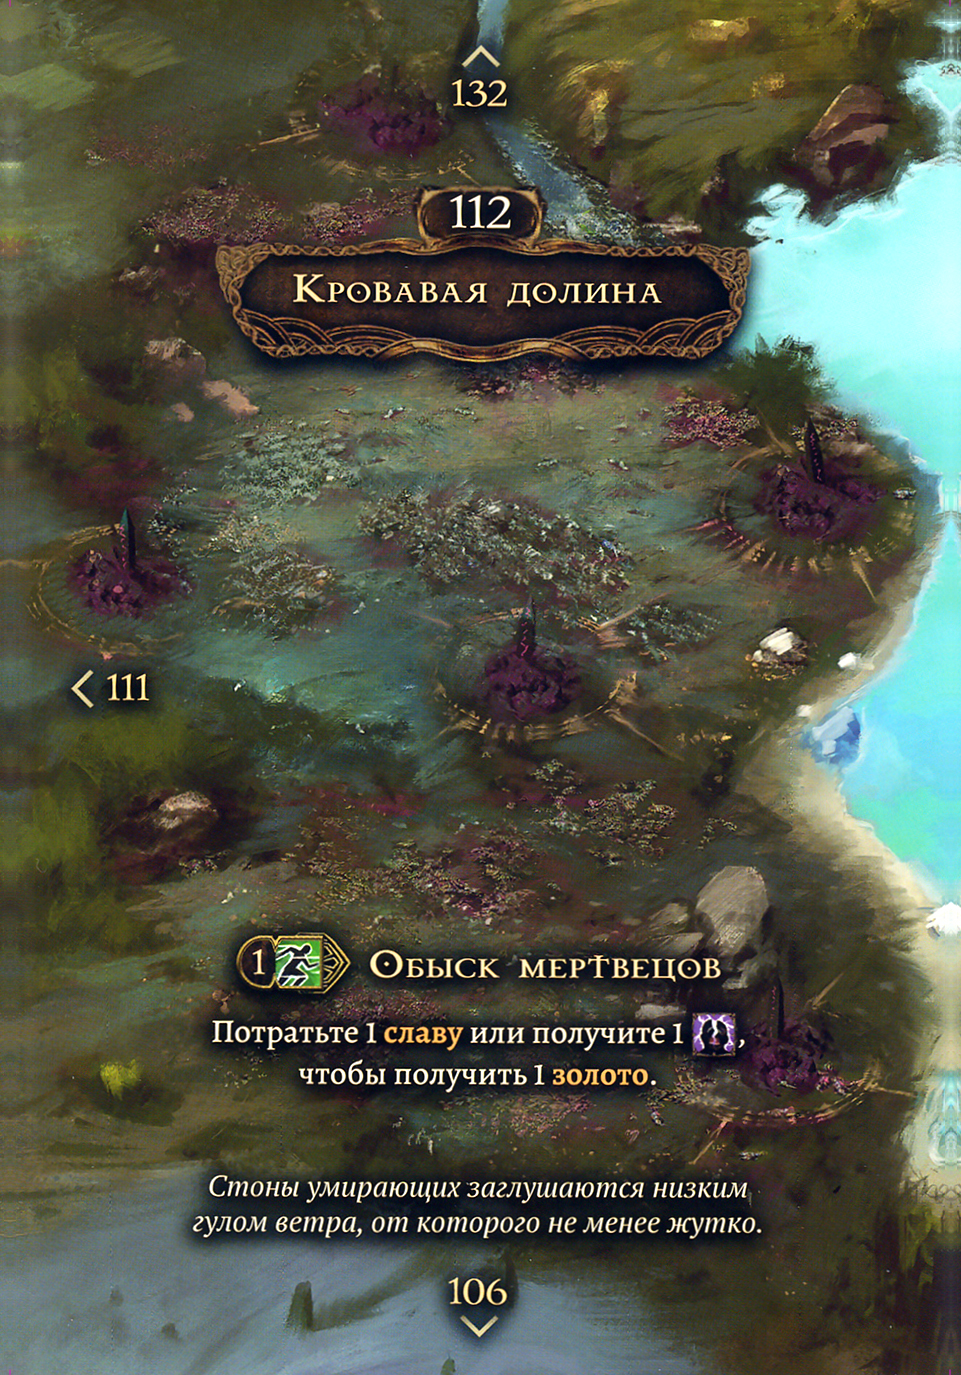 132
112
Кровавая долина
111
1 Обыск мертвецов
Потратьте 1 славу или получите 1 ,
чтобы получить 1 золото.
Стоны умирающих заглушаются низким
гулом ветра, от которого не менее жутко.
106